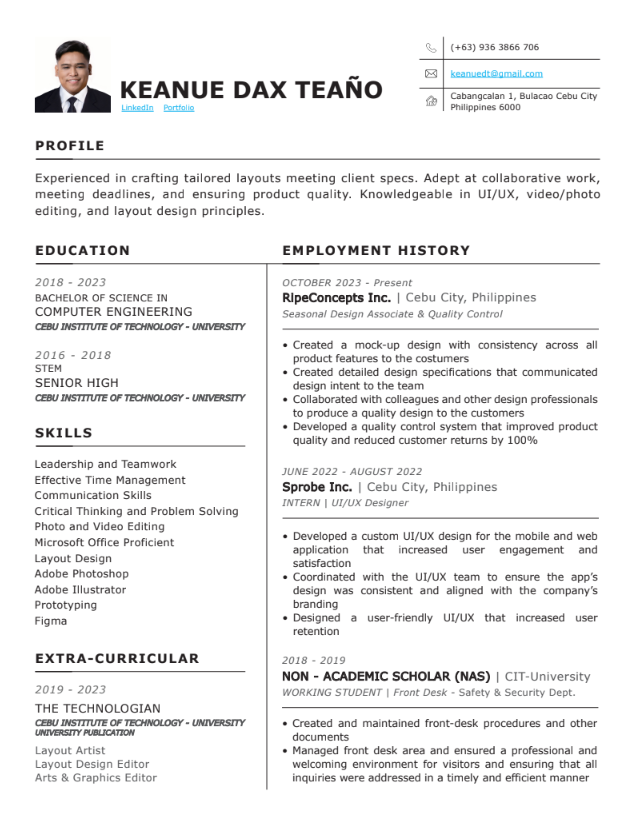 KEANUE DAX TEAÑO
LinkedIn Portfolio
(+63) 936 3866 706
keanuedt@gmail.com
Cabangcalan 1, Bulacao Cebu City
Philippines 6000
PROFILE
Experienced in crafting tailored layouts meeting client specs. Adept at collaborative work,
meeting deadlines, and ensuring product quality. Knowledgeable in UI/UX, video/photo
editing, and layout design principles.
EDUCATION
2018 - 2023
BACHELOR OF SCIENCE IN
COMPUTER ENGINEERING
CEBU INSTITUTE OF TECHNOLOGY - UNIVERSITY
2016 - 2018
STEM
SENIOR HIGH
CEBU INSTITUTE OF TECHNOLOGY - UNIVERSITY
SKILLS
Leadership and Teamwork
Effective Time Management
Communication Skills
Critical Thinking and Problem Solving
Photo and Video Editing
Microsoft Office Proficient
Layout Design
Adobe Photoshop
Adobe Illustrator
Prototyping
Figma
EXTRA-CURRICULAR
2019 - 2023
THE TECHNOLOGIAN
CEBU INSTITUTE OF TECHNOLOGY - UNIVERSITY
UNIVERSITY PUBLICATION
Layout Artist
Layout Design Editor
Arts & Graphics Editor
EMPLOYMENT HISTORY
OCTOBER 2023 - Present
RipeConcepts Inc. | Cebu City, Philippines
Seasonal Design Associate & Quality Control
• Created a mock-up design with consistency across all
product features to the costumers
• Created detailed design specifications that communicated
design intent to the team
• Collaborated with colleagues and other design professionals
to produce a quality design to the customers
• Developed a quality control system that improved product
quality and reduced customer returns by 100%
JUNE 2022 - AUGUST 2022
Sprobe Inc. | Cebu City, Philippines
INTERN | UI/UX Designer
• Developed a custom UI/UX design for the mobile and web
application that increased user engagement and
satisfaction
• Coordinated with the UI/UX team to ensure the app's
design was consistent and aligned with the company's
branding
• Designed a user-friendly UI/UX that increased user
retention
2018 - 2019
NON - ACADEMIC SCHOLAR (NAS) | CIT-University
WORKING STUDENT | Front Desk - Safety & Security Dept.
• Created and maintained front-desk procedures and other
documents
• Managed front desk area and ensured a professional and
welcoming environment for visitors and ensuring that all
inquiries were addressed in a timely and efficient manner